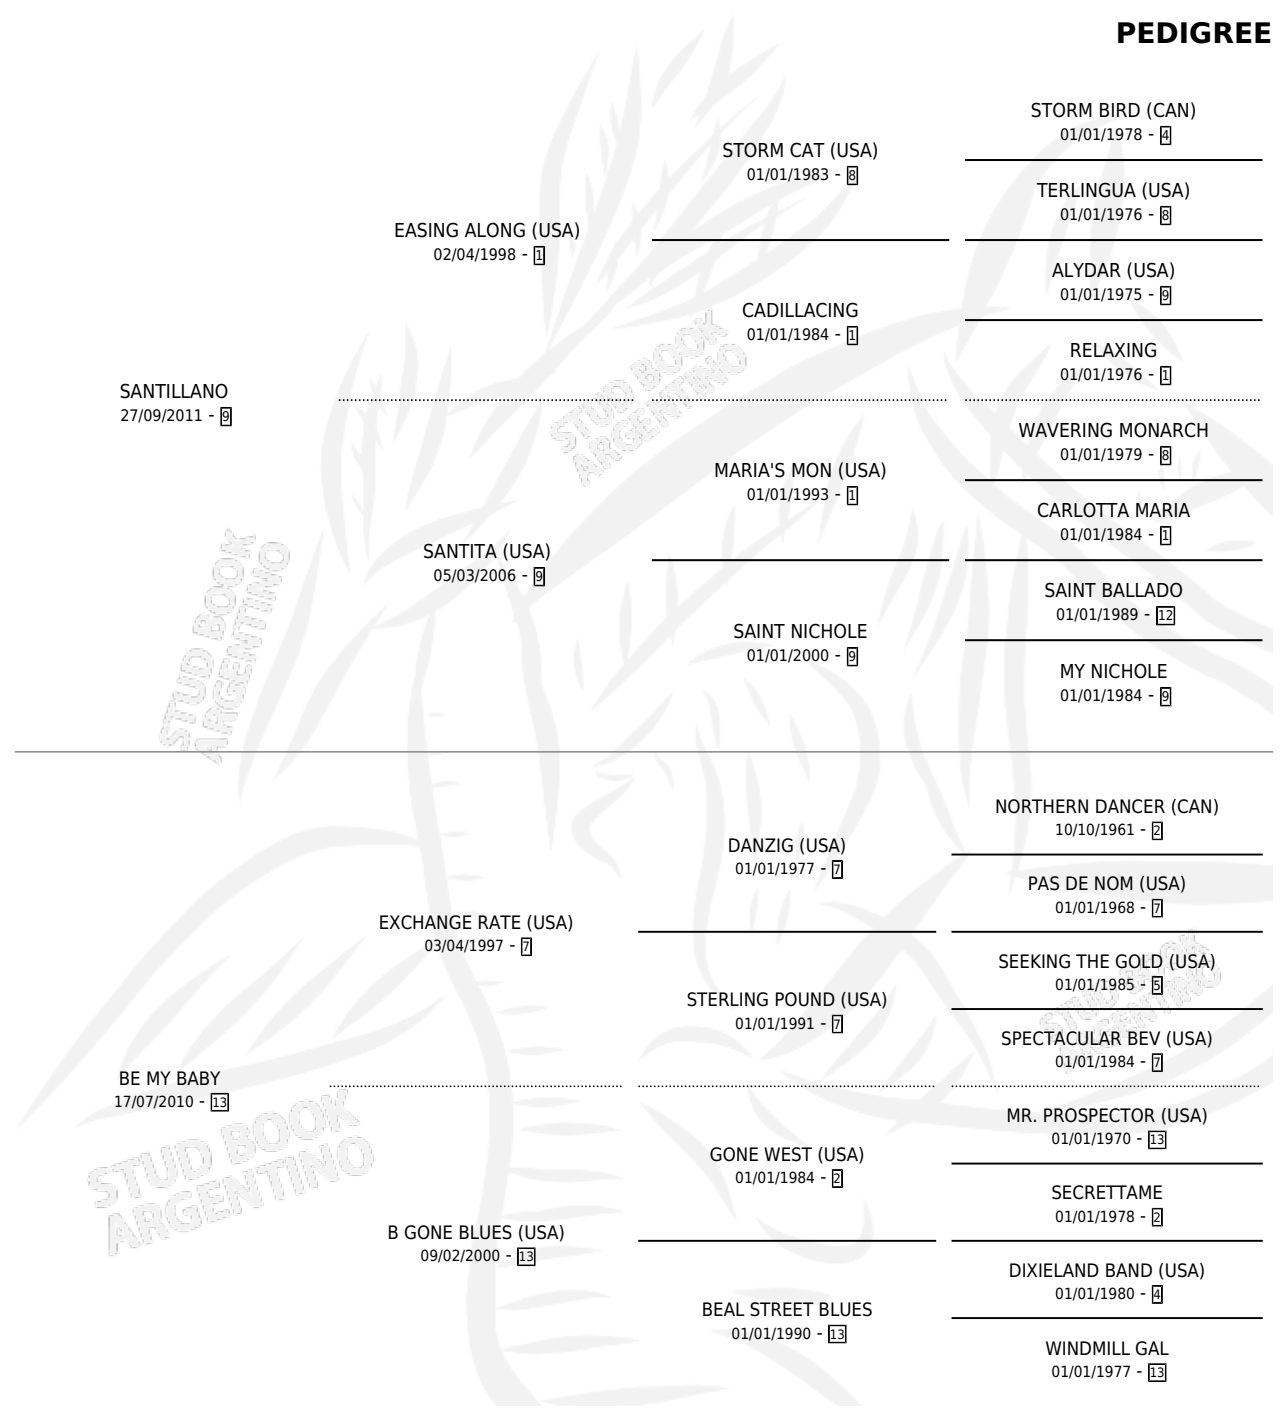 PEDIGREE
STORM BIRD (CAN)
01/01/1978 - 4
STORM CAT (USA)
01/01/1983 - 8
TERLINGUA (USA)
01/01/1976 - 8
EASING ALONG (USA)
02/04/1998 - 1
ALYDAR (USA)
01/01/1975 - 9
CADILLACING
01/01/1984 - 1
RELAXING
01/01/1976 - 1
SANTILLANO
27/09/2011 - 9
WAVERING MONARCH
01/01/1979 - 8
MARIA'S MON (USA)
01/01/1993 - 1
CARLOTTA MARIA
01/01/1984 - 1
SANTITA (USA)
05/03/2006 - 9
SAINT BALLADO
01/01/1989 - 12
SAINT NICHOLE
01/01/2000 - 9
MY NICHOLE
01/01/1984 - 9
NORTHERN DANCER (CAN)
10/10/1961 - 2
DANZIG (USA)
01/01/1977 - 7
PAS DE NOM (USA)
01/01/1968 - 7
EXCHANGE RATE (USA)
03/04/1997 - 7
SEEKING THE GOLD (USA)
01/01/1985 - 5
STERLING POUND (USA)
01/01/1991 - 7
SPECTACULAR BEV (USA)
01/01/1984 - 7
BE MY BABY
17/07/2010 - 13
MR. PROSPECTOR (USA)
01/01/1970 - 13
GONE WEST (USA)
01/01/1984 - 2
SECRETTAME
01/01/1978 - 2
B GONE BLUES (USA)
09/02/2000 - 13
DIXIELAND BAND (USA)
01/01/1980 - 4
BEAL STREET BLUES
01/01/1990 - 13
WINDMILL GAL
01/01/1977 - 13
STUD BOOK
ARGENTINO
STUD BOOK
ARGENTINO
STUD BOOK
ARGENTINO
STUD BOOK
ARGENTINO